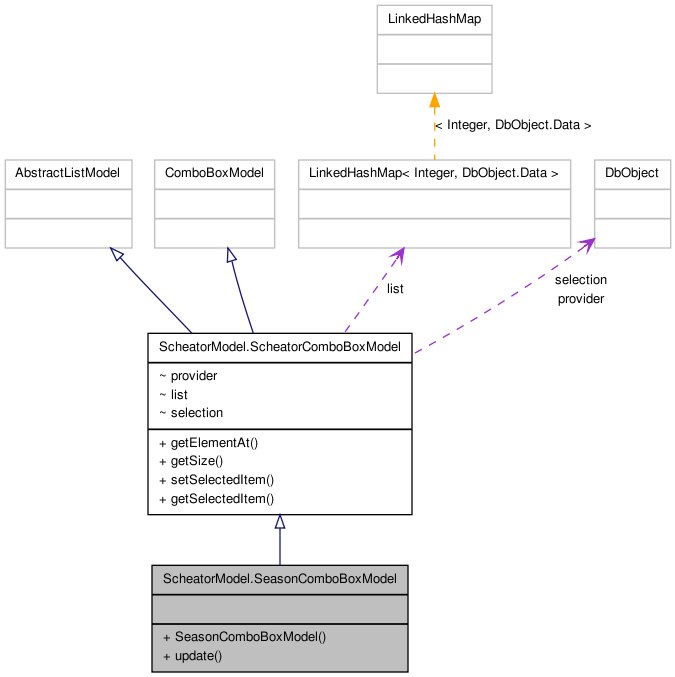 LinkedHashMap
< Integer, DbObject.Data >
AbstractListModel
ComboBoxModel
LinkedHashMap< Integer, DbObject.Data >
DbObject
list
selection
provider
ScheatorModel.ScheatorComboBoxModel
~ provider
~ list
~ selection
+ getElementAt()
+ getSize()
+ setSelectedItem()
+ getSelectedItem()
ScheatorModel.SeasonComboBoxModel
+ SeasonComboBoxModel()
+ update()